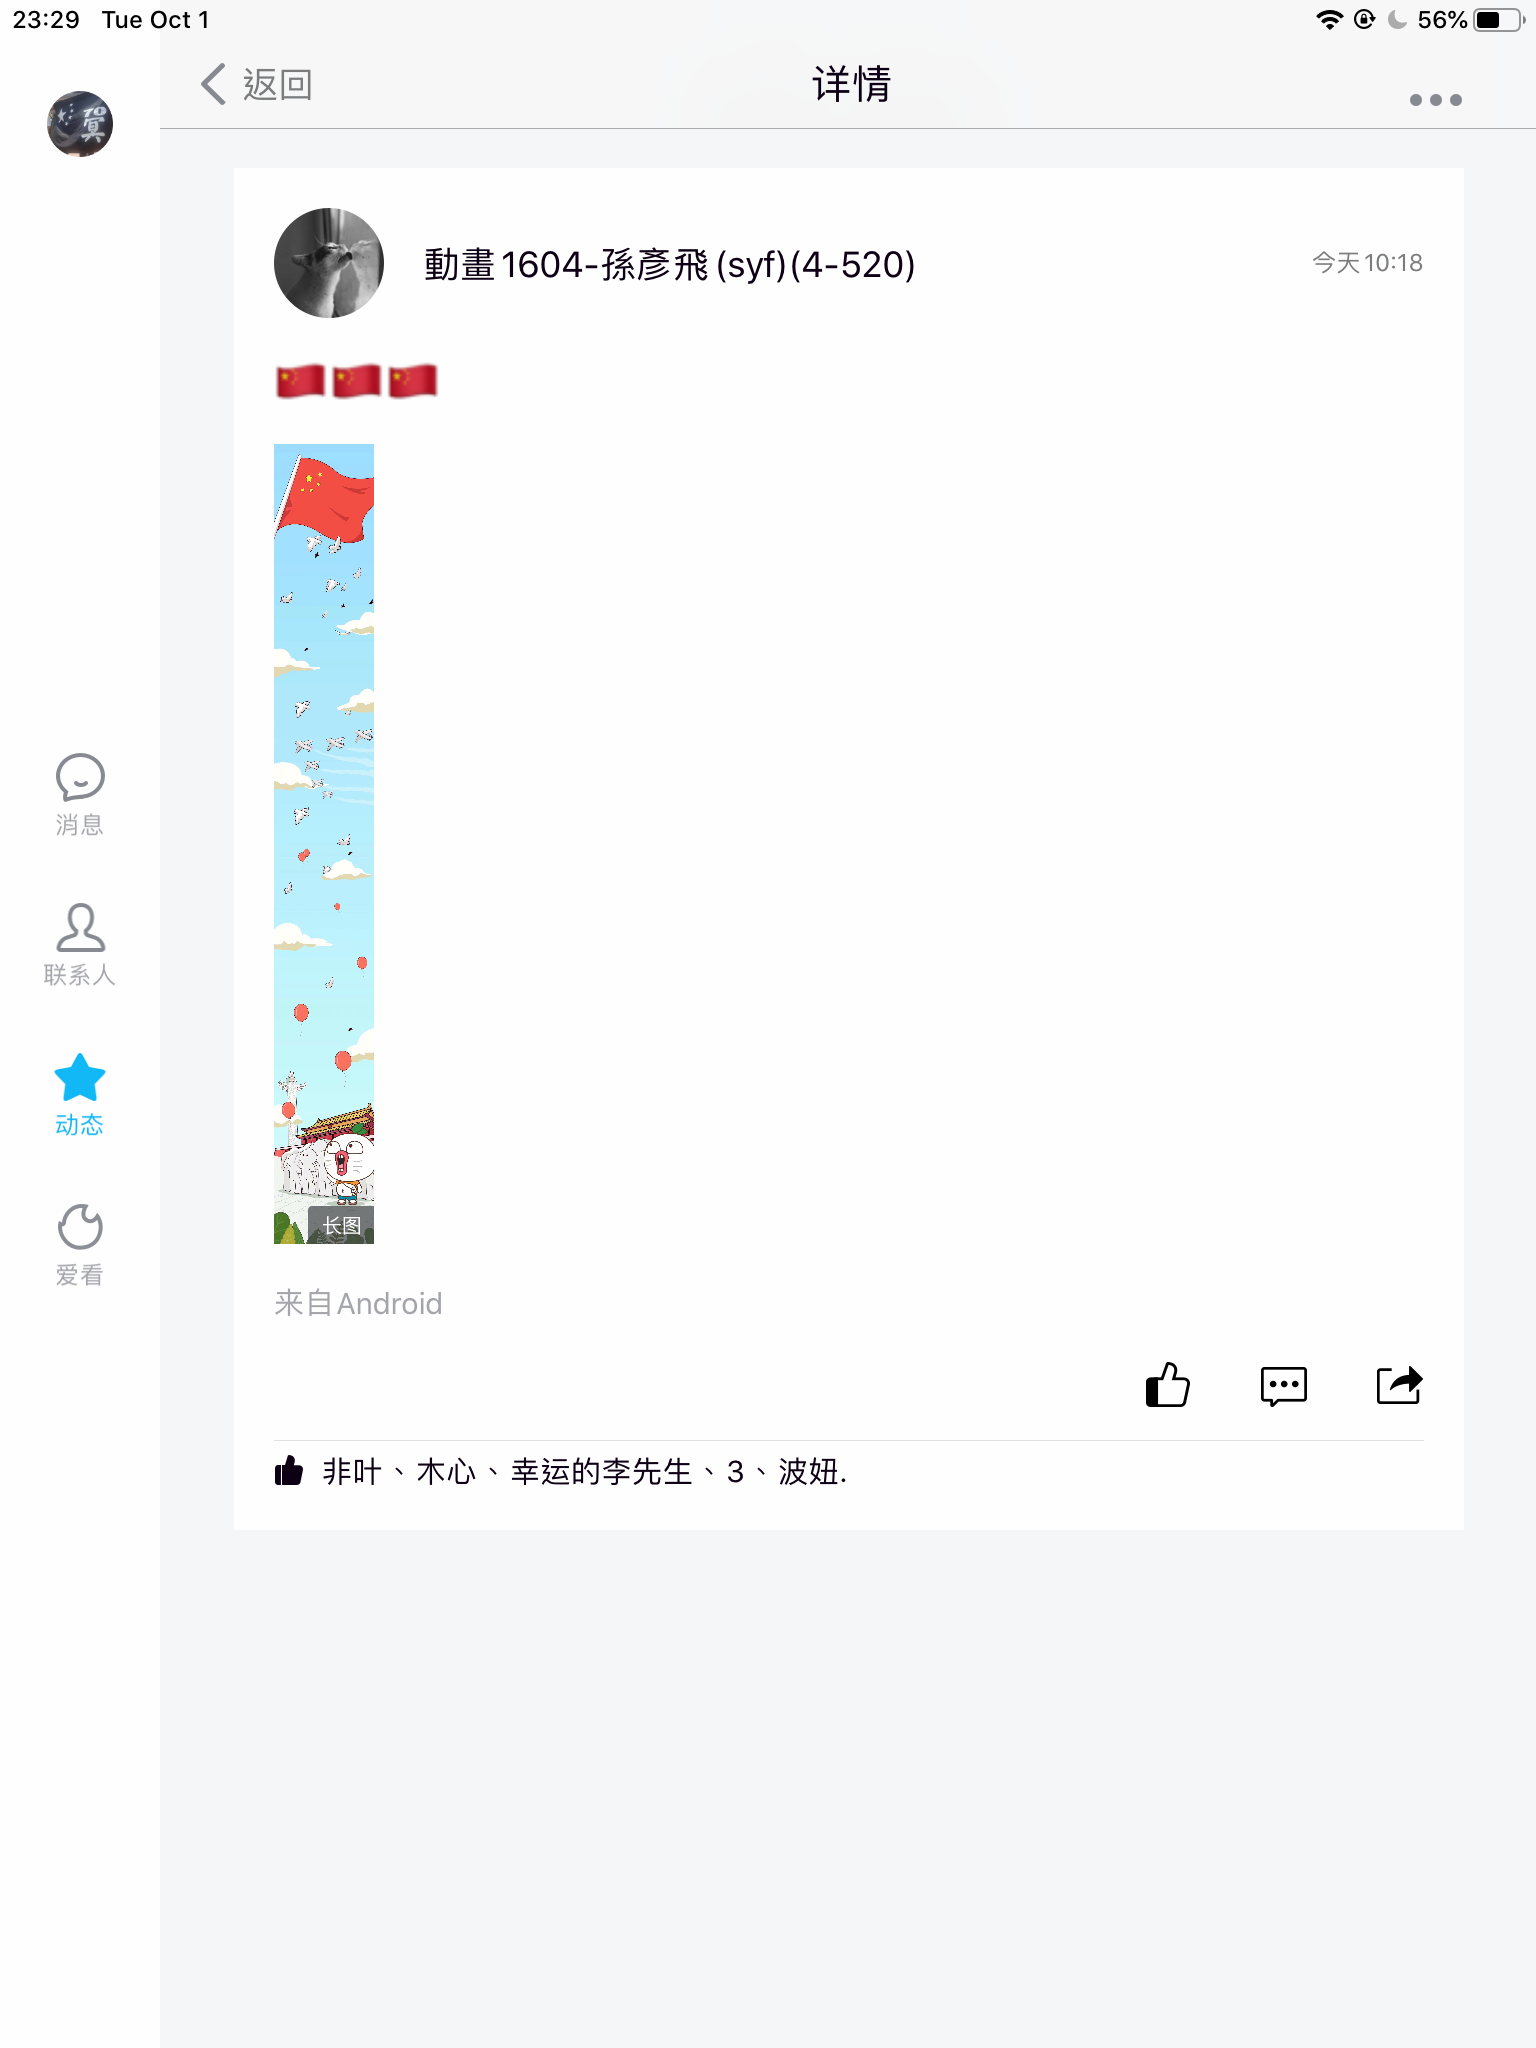 23:29 Tue Oct 1
56%
返回
详情
動畫1604-孫彥飛(syf)(4-520)
今天10:18
长图
来自Android
非叶、木心、幸运的李先生、3、波妞.
消息
联系人
动态
爱看